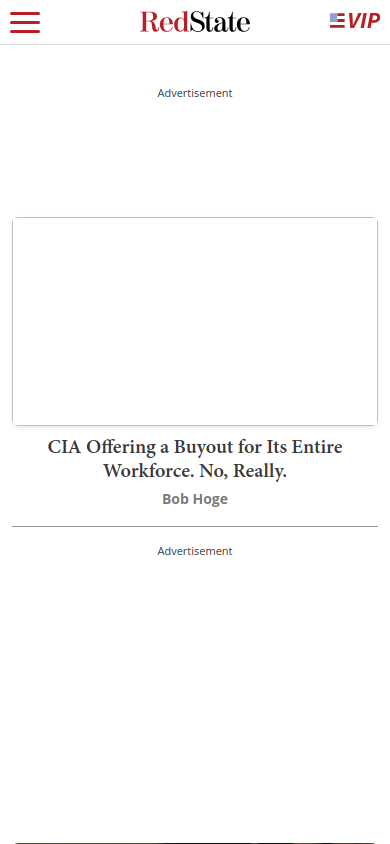 RedState
VIP
Advertisement
CIA Offering a Buyout for Its Entire
Workforce. No, Really.
Bob Hoge
Advertisement